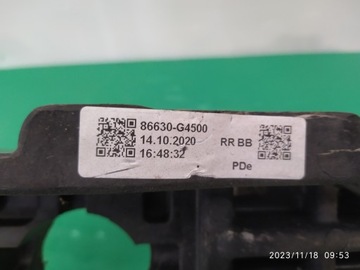 86630-G4500
14.10.2020 RR BB
16:48:32
PDe
2023/11/18 09:53